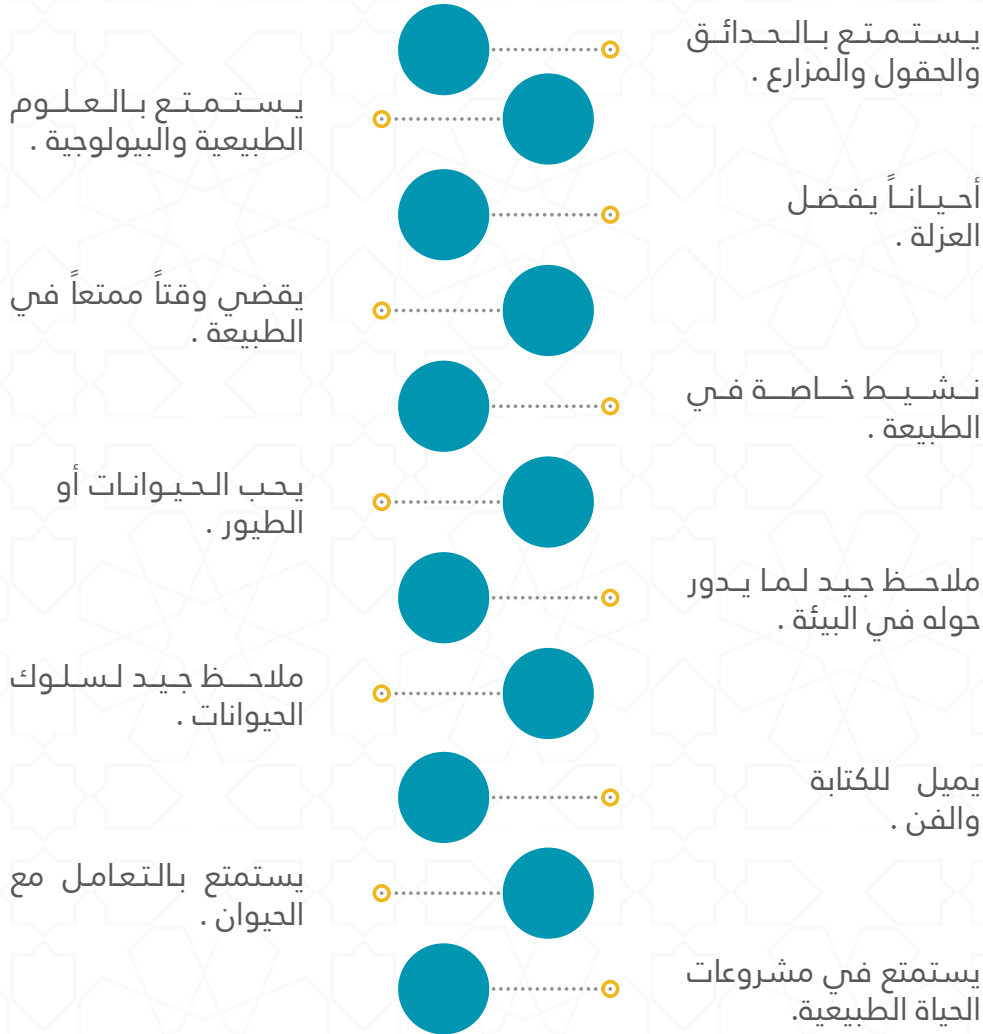 يستمتع بالحدائق
والحقول والمزارع .
يستمتع بالعلوم
الطبيعية والبيولوجية .
أحياناً يفضل
العزلة .
يقضي وقتاً ممتعاً في
الطبيعة .
نشيط خاصة في
الطبيعة .
يحب الحيوانات أو
الطيور .
ملاحظ جيد لما يدور
حوله في البيئة .
ملاحظ جيد لسلوك
الحيوانات .
يميل للكتابة
والفن .
يستمتع بالتعامل مع
الحيوان .
يستمتع في مشروعات
الحياة الطبيعية.